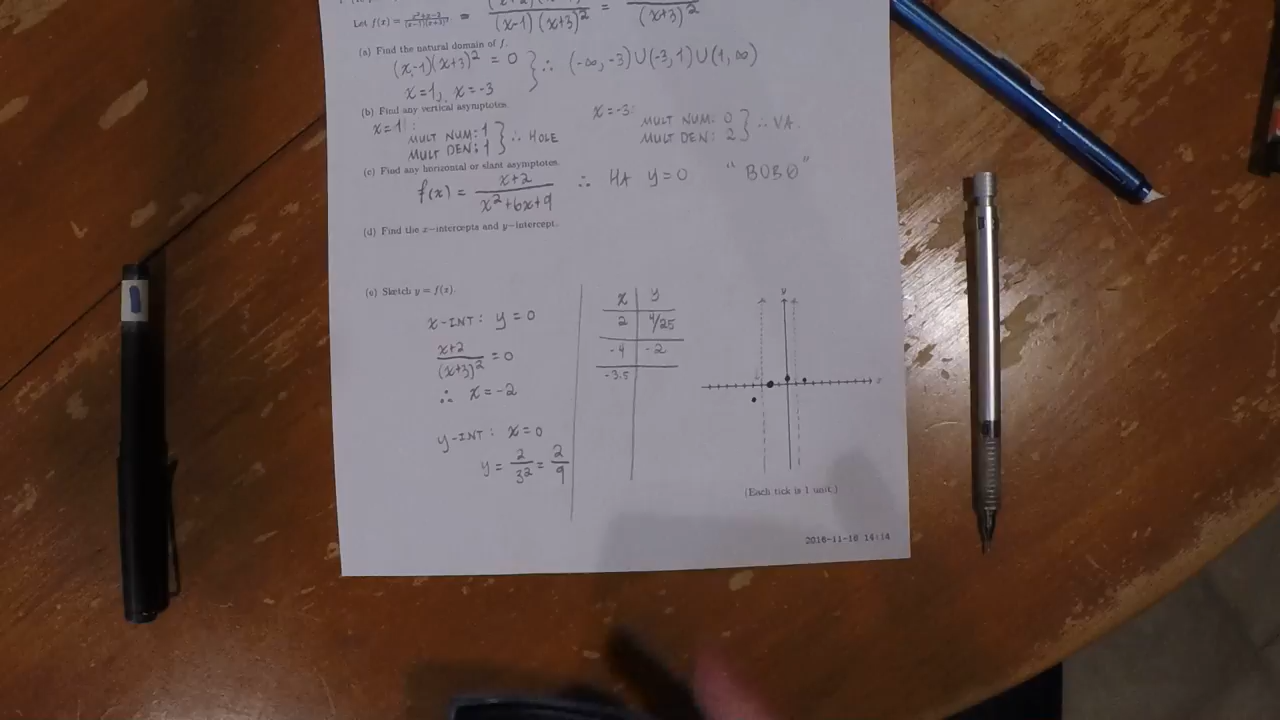 Let f(x) = = (x-1)(x+3)² = (x+3)²
(a) Find the natural domain of f.
(x-1)(x+3)² = 0 } ∴ (-∞, -3) ∪ (-3, 1) ∪ (1, ∞)
x=1, x=-3
(b) Find any vertical asymptotes.
x=1:
MULT NUM: 1
MULT DEN: 1 } ∴ HOLE
x=-3:
MULT NUM: 0
MULT DEN: 2 } ∴ VA.
(c) Find any horizontal or slant asymptotes.
f(x) = x+2 / x²+6x+9 ∴ HA y=0 "BOBO"
(d) Find the x-intercepts and y-intercept.
(e) Sketch y = f(x).
x-INT: y=0
x+2 / (x+3)² = 0
∴ x=-2
y-INT: x=0
y = 2/3² = 2/9
x y
2 4/25
-4 -2
-3.5
y
x
(Each tick is 1 unit.)
2016-11-16 14:14